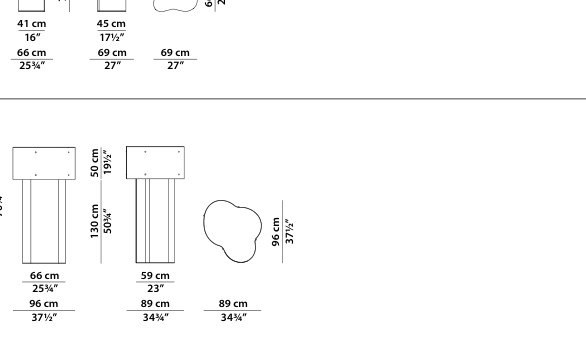 41 cm
16”
45 cm
17½”
66 cm
25¾”
69 cm
27”
69 cm
27”
50 cm
19½”
130 cm
50¾”
96 cm
37½”
66 cm
25¾”
59 cm
23”
96 cm
37½”
89 cm
34¾”
89 cm
34¾”